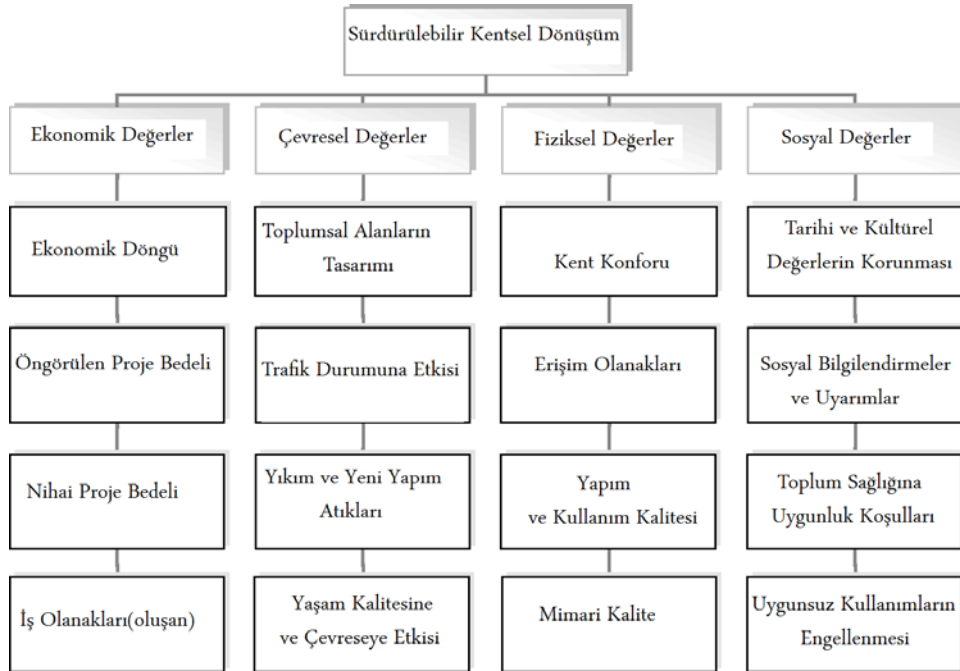 Sürdürülebilir Kentsel Dönüşüm
Ekonomik Değerler
Çevresel Değerler
Fiziksel Değerler
Sosyal Değerler
Ekonomik Döngü
Toplumsal Alanların
Tasarımı
Kent Konforu
Tarihi ve Kültürel
Değerlerin Korunması
Öngörülen Proje Bedeli
Trafik Durumuna Etkisi
Erişim Olanakları
Sosyal Bilgilendirmeler
ve Uyarımlar
Nihai Proje Bedeli
Yıkım ve Yeni Yapım
Atıkları
Yapım
ve Kullanım Kalitesi
Toplum Sağlığına
Uygunluk Koşulları
İş Olanakları(oluşan)
Yaşam Kalitesine
ve Çevreseye Etkisi
Mimari Kalite
Uygunsuz Kullanımların
Engellenmesi